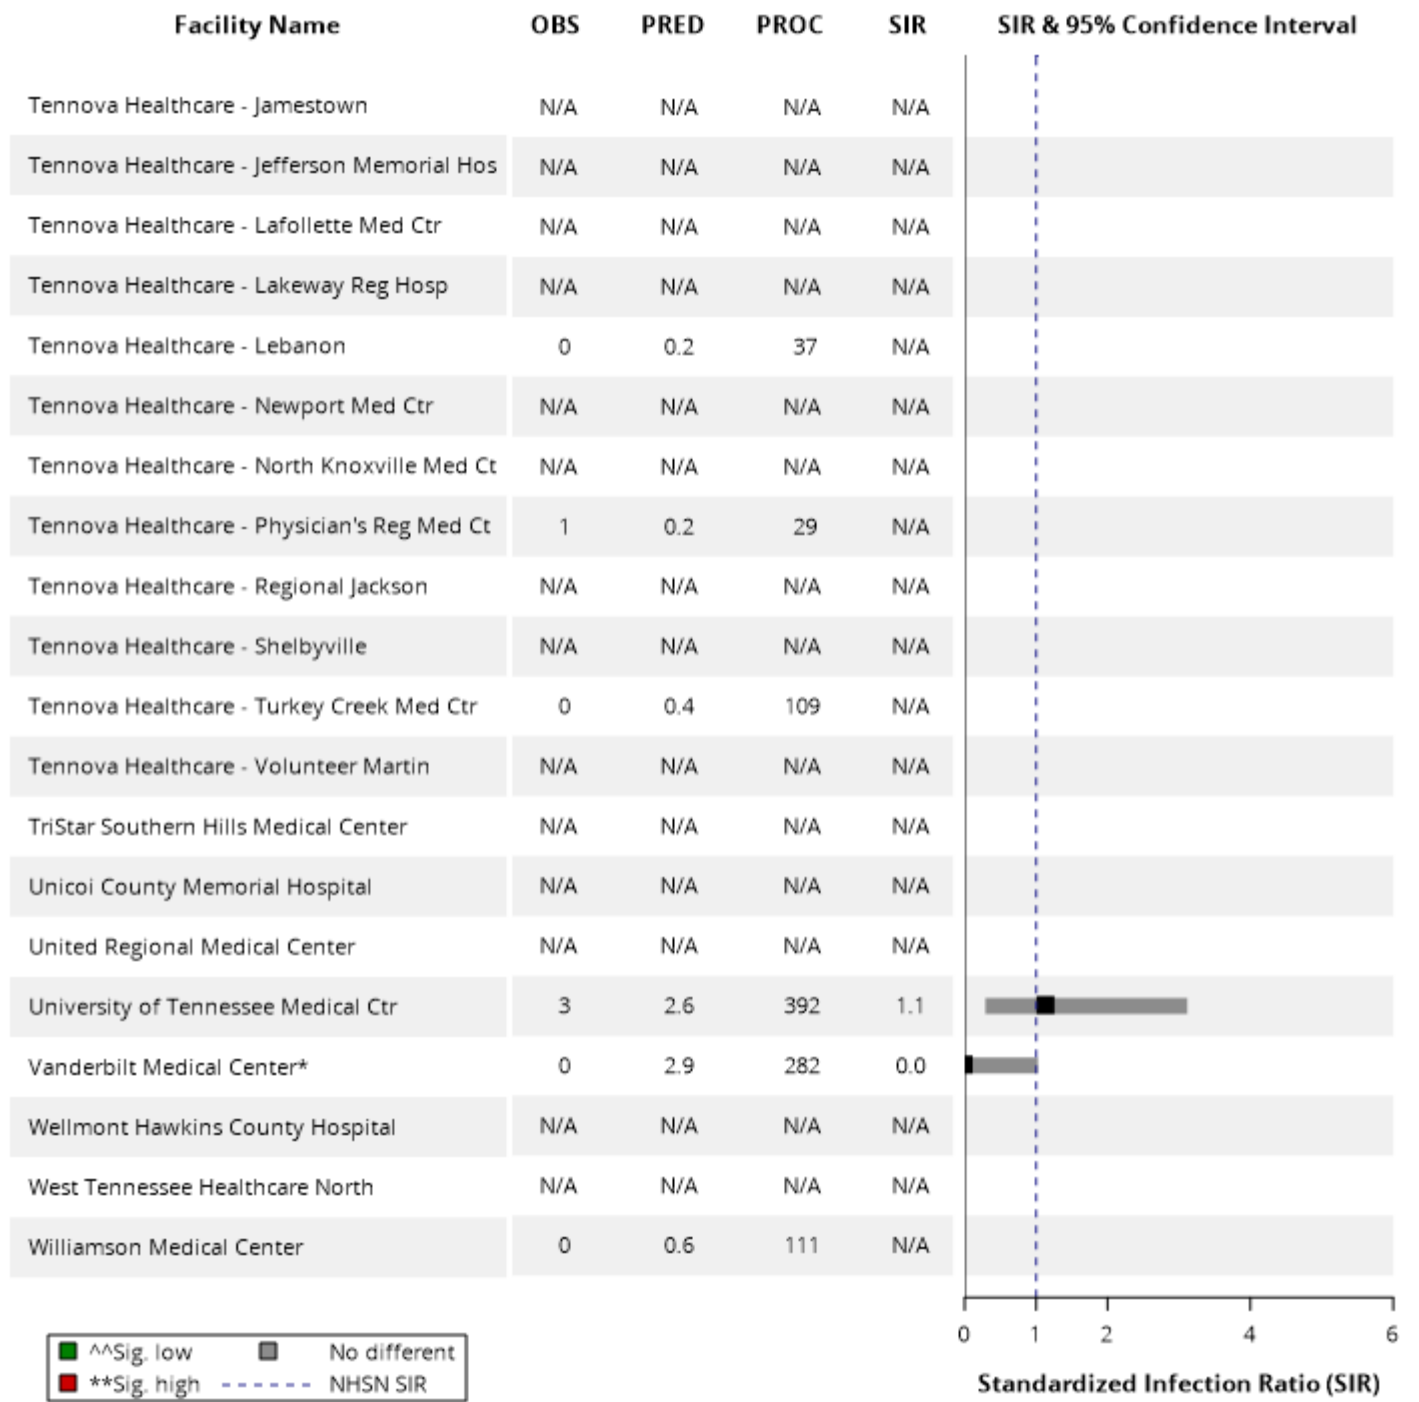 Facility Name OBS PRED PROC SIR SIR & 95% Confidence Interval
Tennova Healthcare - Jamestown N/A N/A N/A N/A
Tennova Healthcare - Jefferson Memorial Hos N/A N/A N/A N/A
Tennova Healthcare - Lafollette Med Ctr N/A N/A N/A N/A
Tennova Healthcare - Lakeway Reg Hosp N/A N/A N/A N/A
Tennova Healthcare - Lebanon 0 0.2 37 N/A
Tennova Healthcare - Newport Med Ctr N/A N/A N/A N/A
Tennova Healthcare - North Knoxville Med Ct N/A N/A N/A N/A
Tennova Healthcare - Physician's Reg Med Ct 1 0.2 29 N/A
Tennova Healthcare - Regional Jackson N/A N/A N/A N/A
Tennova Healthcare - Shelbyville N/A N/A N/A N/A
Tennova Healthcare - Turkey Creek Med Ctr 0 0.4 109 N/A
Tennova Healthcare - Volunteer Martin N/A N/A N/A N/A
TriStar Southern Hills Medical Center N/A N/A N/A N/A
Unicoi County Memorial Hospital N/A N/A N/A N/A
United Regional Medical Center N/A N/A N/A N/A
University of Tennessee Medical Ctr 3 2.6 392 1.1
Vanderbilt Medical Center* 0 2.9 282 0.0
Wellmont Hawkins County Hospital N/A N/A N/A N/A
West Tennessee Healthcare North N/A N/A N/A N/A
Williamson Medical Center 0 0.6 111 N/A
0 1 2 4 6
Standardized Infection Ratio (SIR)
^^Sig. low No different
**Sig. high NHSN SIR